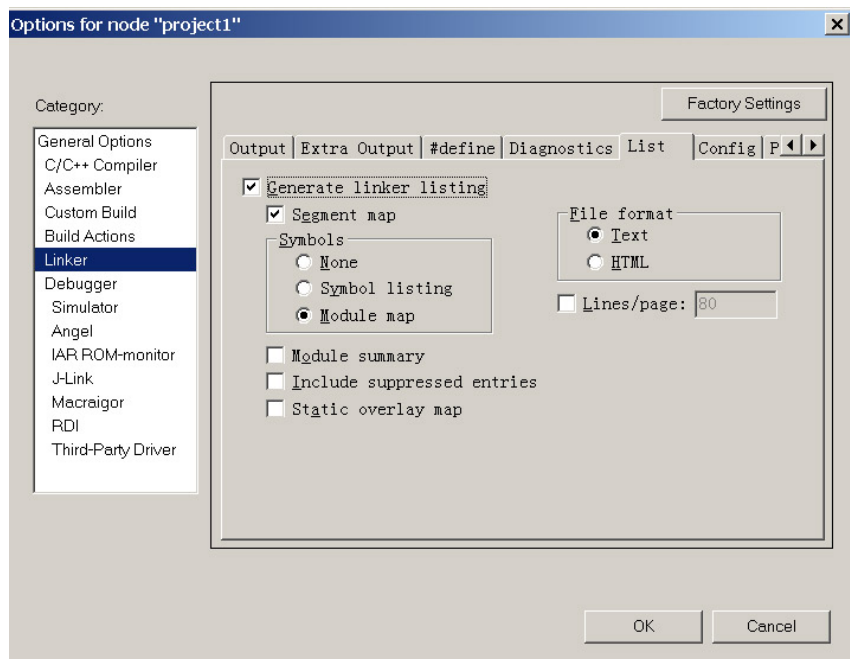 Options for node "project1"
Category:
Factory Settings
General Options
C/C++ Compiler
Assembler
Custom Build
Build Actions
Linker
Debugger
Simulator
Angel
IAR ROM-monitor
J-Link
Macraigor
RDI
Third-Party Driver
Output Extra Output #define Diagnostics List Config P
Generate linker listing
Segment map
Symbols
None
Symbol listing
Module map
File format
Text
HTML
Lines/page: 80
Module summary
Include suppressed entries
Static overlay map
OK Cancel